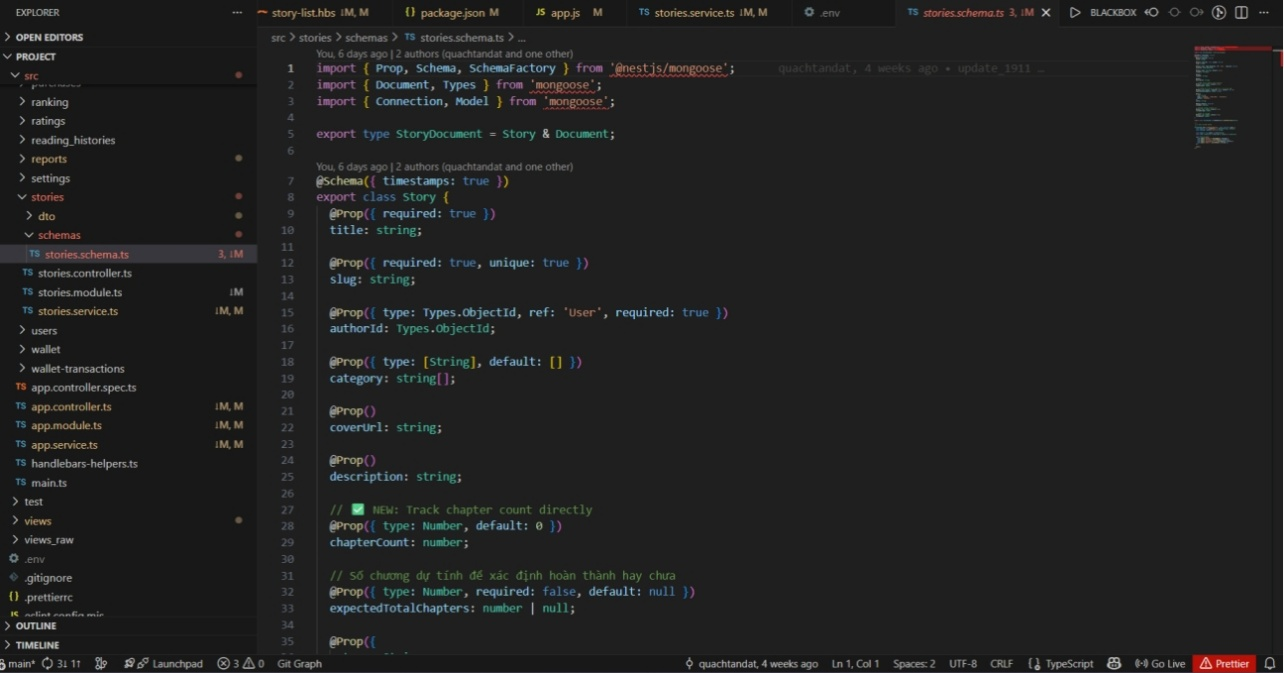 EXPLORER
OPEN EDITORS
PROJECT
src
purchases
ranking
ratings
reading_histories
reports
settings
stories
dto
schemas
stories.schema.ts 3, ↓M
stories.controller.ts
stories.module.ts ↓M
stories.service.ts ↓M, M
users
wallet
wallet-transactions
app.controller.spec.ts
app.controller.ts ↓M, M
app.module.ts ↓M, M
app.service.ts ↓M, M
handlebars-helpers.ts
main.ts
test
views
views_raw
.env
.gitignore
.prettierrc
eslint.config.mjs
OUTLINE
TIMELINE
story-list.hbs ↓M, M
{} package.json M
JS app.js M
TS stories.service.ts ↓M, M
.env
TS stories.schema.ts 3, ↓M
BLACKBOX
src > stories > schemas > TS stories.schema.ts > ...
You, 6 days ago | 2 authors (quachtandat and one other)
1 import { Prop, Schema, SchemaFactory } from '@nestjs/mongoose'; quachtandat, 4 weeks ago • update_1911 …
2 import { Document, Types } from 'mongoose';
3 import { Connection, Model } from 'mongoose';
4
5 export type StoryDocument = Story & Document;
6
You, 6 days ago | 2 authors (quachtandat and one other)
7 @Schema({ timestamps: true })
8 export class Story {
9 @Prop({ required: true })
10 title: string;
11
12 @Prop({ required: true, unique: true })
13 slug: string;
14
15 @Prop({ type: Types.ObjectId, ref: 'User', required: true })
16 authorId: Types.ObjectId;
17
18 @Prop({ type: [String], default: [] })
19 category: string[];
20
21 @Prop()
22 coverUrl: string;
23
24 @Prop()
25 description: string;
26
27 // ✅ NEW: Track chapter count directly
28 @Prop({ type: Number, default: 0 })
29 chapterCount: number;
30
31 // Số chương dự tính để xác định hoàn thành hay chưa
32 @Prop({ type: Number, required: false, default: null })
33 expectedTotalChapters: number | null;
34
35 @Prop({
main* 3↓ 1↑ Launchpad 3 0 Git Graph
quachtandat, 4 weeks ago Ln 1, Col 1 Spaces: 2 UTF-8 CRLF {} TypeScript Go Live Prettier